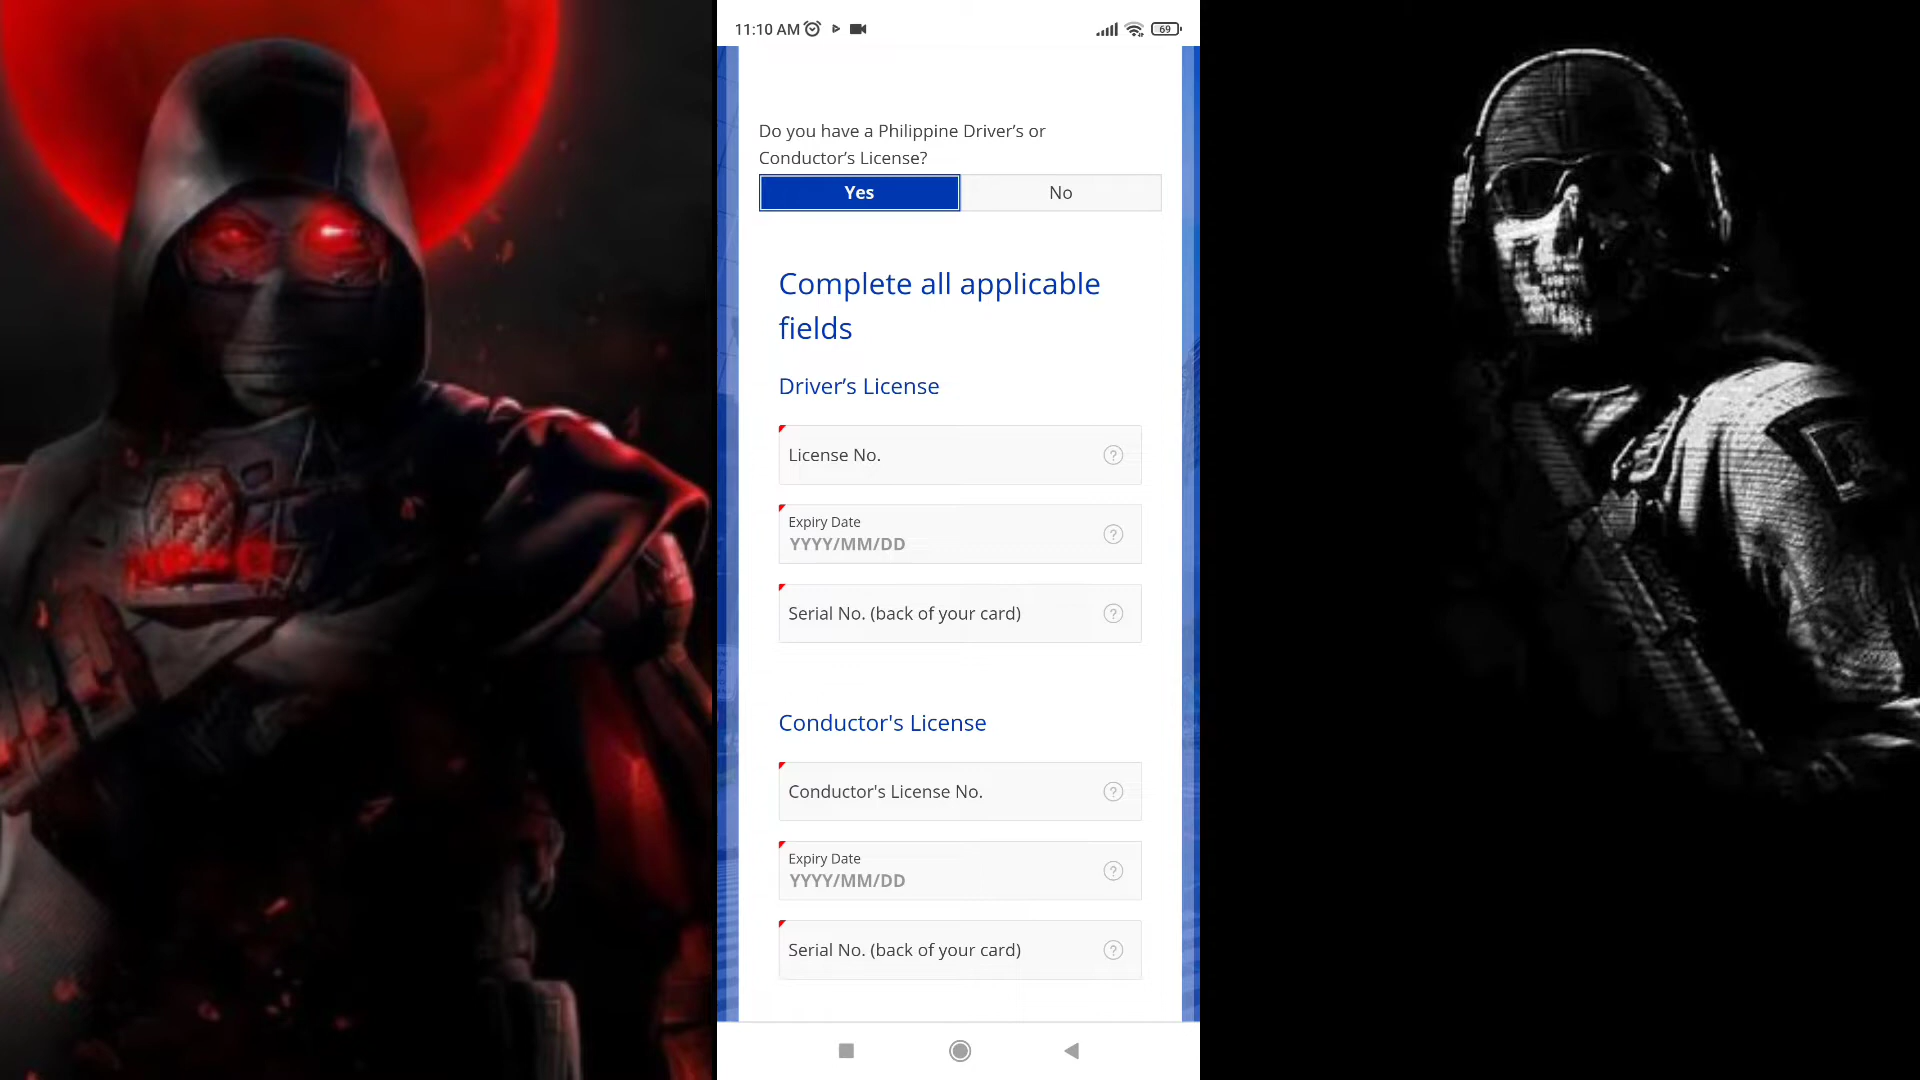 11:10 AM
69
Do you have a Philippine Driver’s or
Conductor’s License?
Yes
No
Complete all applicable
fields
Driver’s License
License No.
?
Expiry Date
YYYY/MM/DD
?
Serial No. (back of your card)
?
Conductor's License
Conductor's License No.
?
Expiry Date
YYYY/MM/DD
?
Serial No. (back of your card)
?